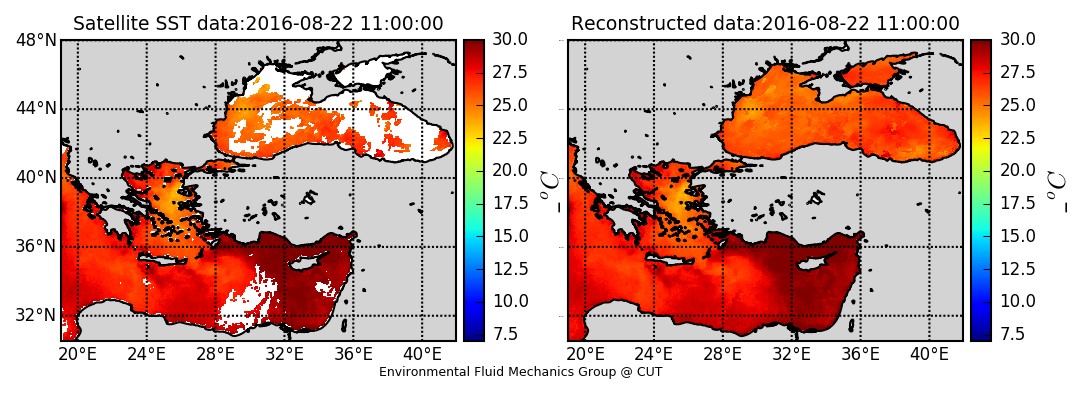 Satellite SST data:2016-08-22 11:00:00
48°N
44°N
40°N
36°N
32°N
20°E 24°E 28°E 32°E 36°E 40°E
30.0
27.5
25.0
22.5
20.0
17.5
15.0
12.5
10.0
7.5
_ °C
Reconstructed data:2016-08-22 11:00:00
20°E 24°E 28°E 32°E 36°E 40°E
30.0
27.5
25.0
22.5
20.0
17.5
15.0
12.5
10.0
7.5
_ °C
Environmental Fluid Mechanics Group @ CUT